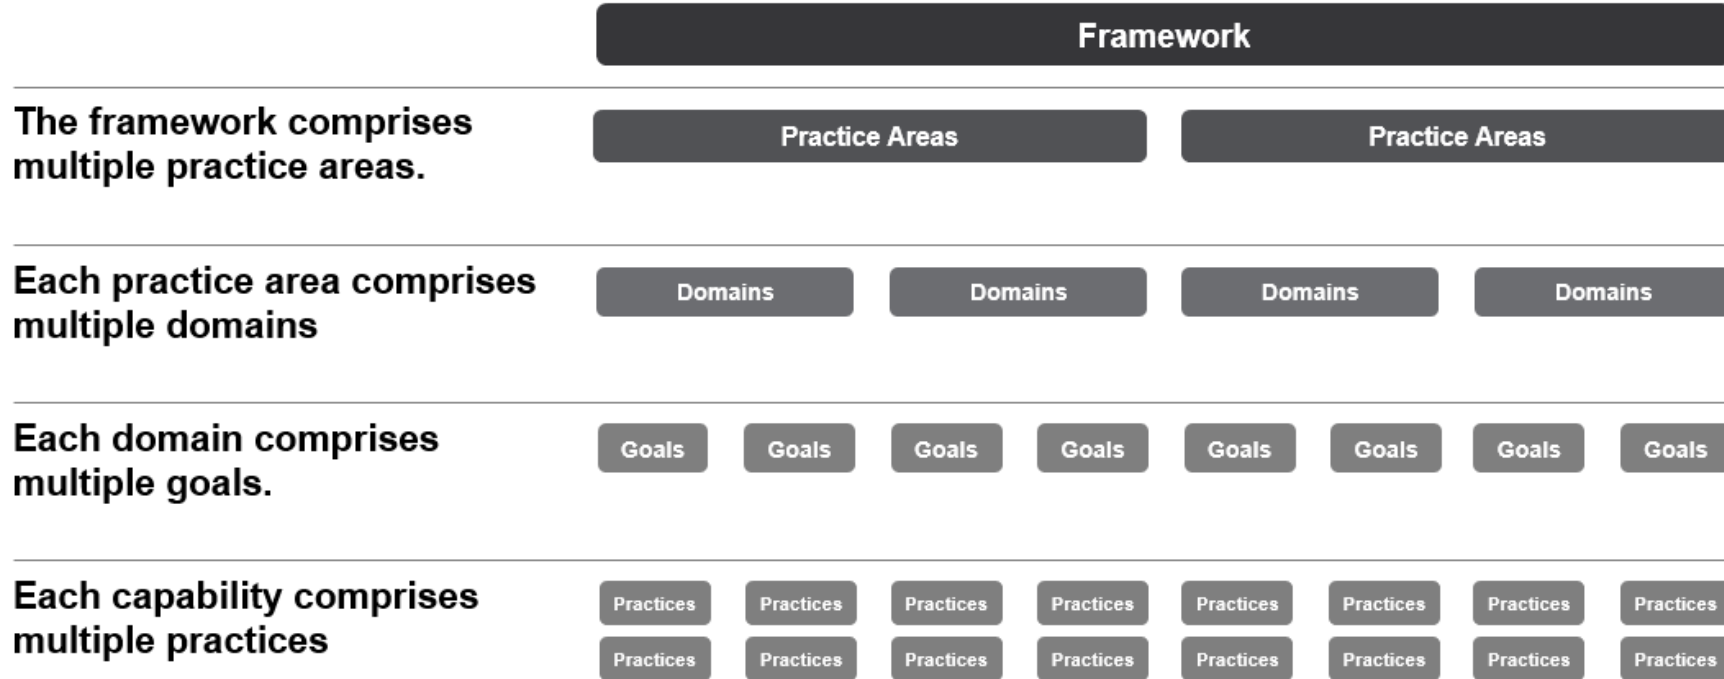 Framework
The framework comprises
multiple practice areas.
Practice Areas Practice Areas
Each practice area comprises
multiple domains
Domains Domains Domains Domains
Each domain comprises
multiple goals.
Goals Goals Goals Goals Goals Goals Goals Goals
Each capability comprises
multiple practices
Practices Practices Practices Practices Practices Practices Practices Practices
Practices Practices Practices Practices Practices Practices Practices Practices